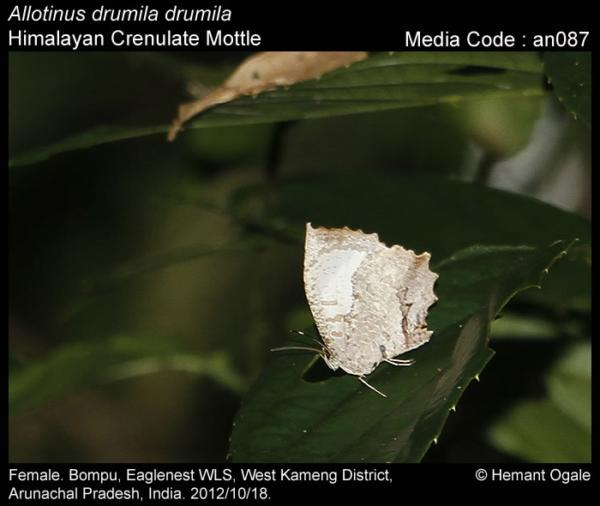 Allotinus drumila drumila
Himalayan Crenulate Mottle
Media Code : an087
Female. Bompu, Eaglenest WLS, West Kameng District,
Arunachal Pradesh, India. 2012/10/18.
© Hemant Ogale